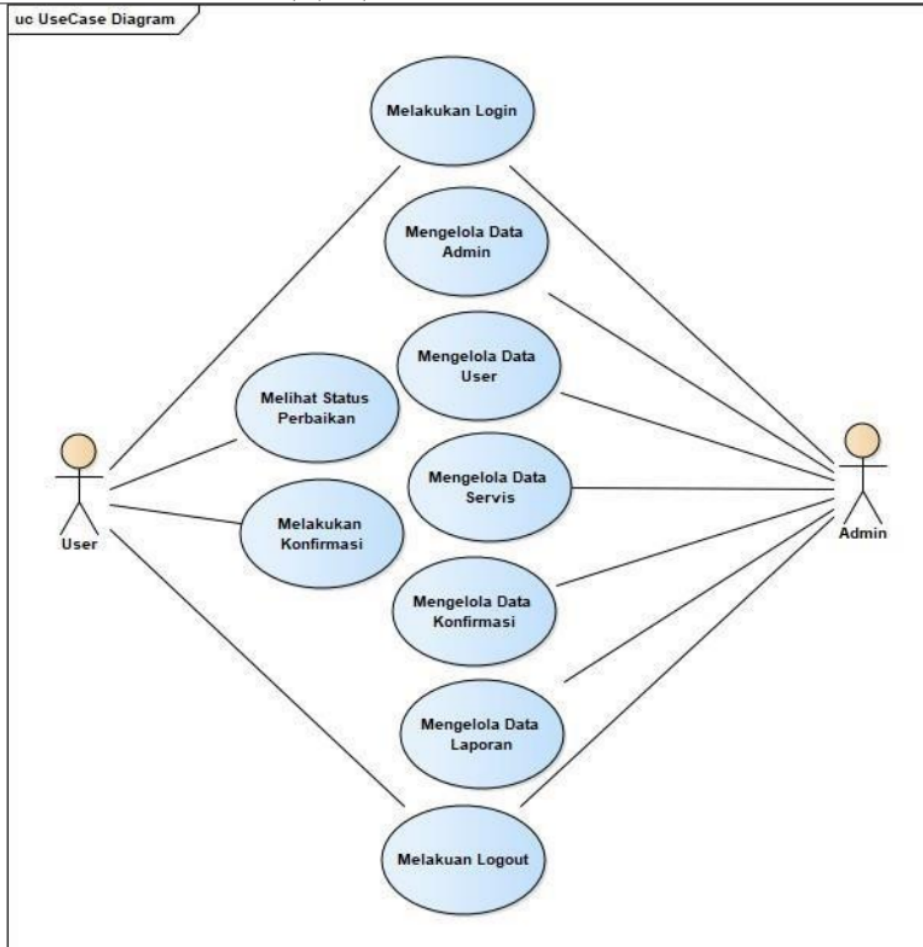 uc UseCase Diagram
Melakukan Login
Mengelola Data
Admin
Mengelola Data
User
Melihat Status
Perbaikan
Mengelola Data
Servis
Melakukan
Konfirmasi
User
Admin
Mengelola Data
Konfirmasi
Mengelola Data
Laporan
Melakuan Logout